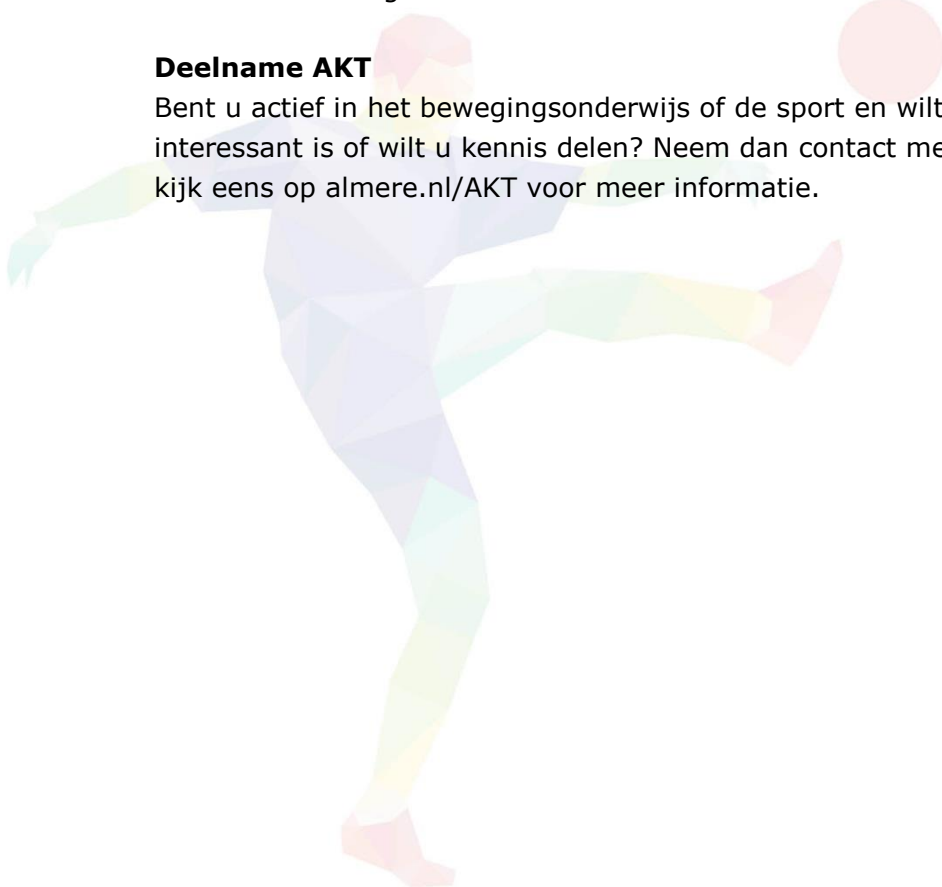 Deelname AKT
Bent u actief in het bewegingsonderwijs of de sport en wilt
interessant is of wilt u kennis delen? Neem dan contact me
kijk eens op almere.nl/AKT voor meer informatie.